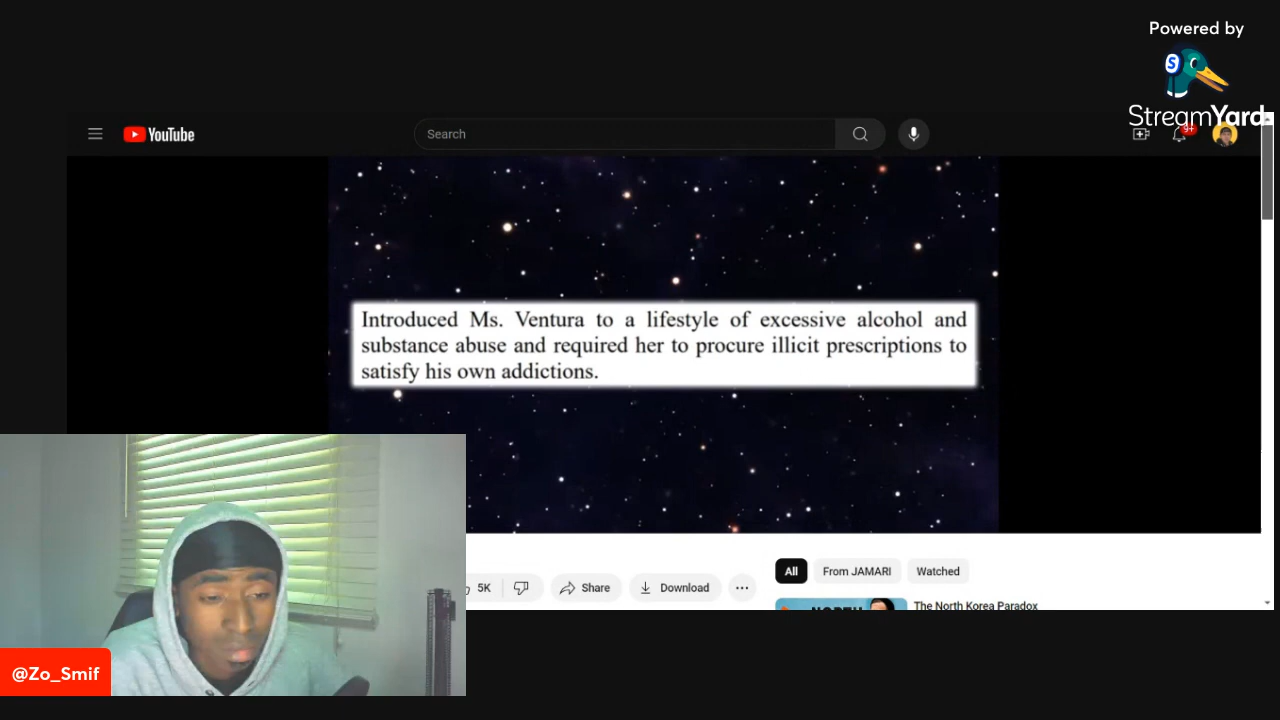 Powered by
StreamYard
YouTube
Search
9+
Introduced Ms. Ventura to a lifestyle of excessive alcohol and
substance abuse and required her to procure illicit prescriptions to
satisfy his own addictions.
5K
Share
Download
All
From JAMARI
Watched
The North Korea Paradox
NORTH
@Zo_Smif